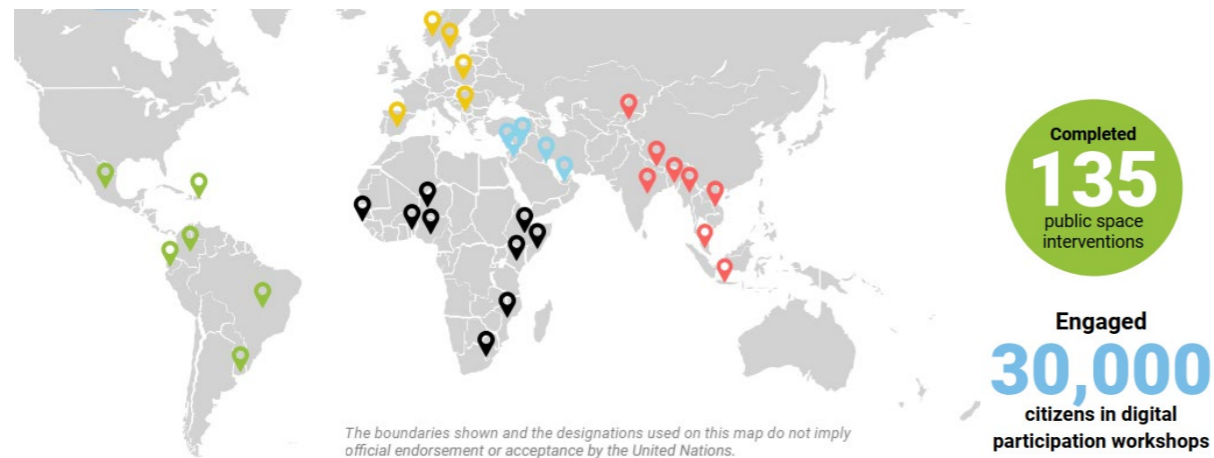 Completed
135
public space
interventions
Engaged
30,000
citizens in digital
participation workshops
The boundaries shown and the designations used on this map do not imply
official endorsement or acceptance by the United Nations.